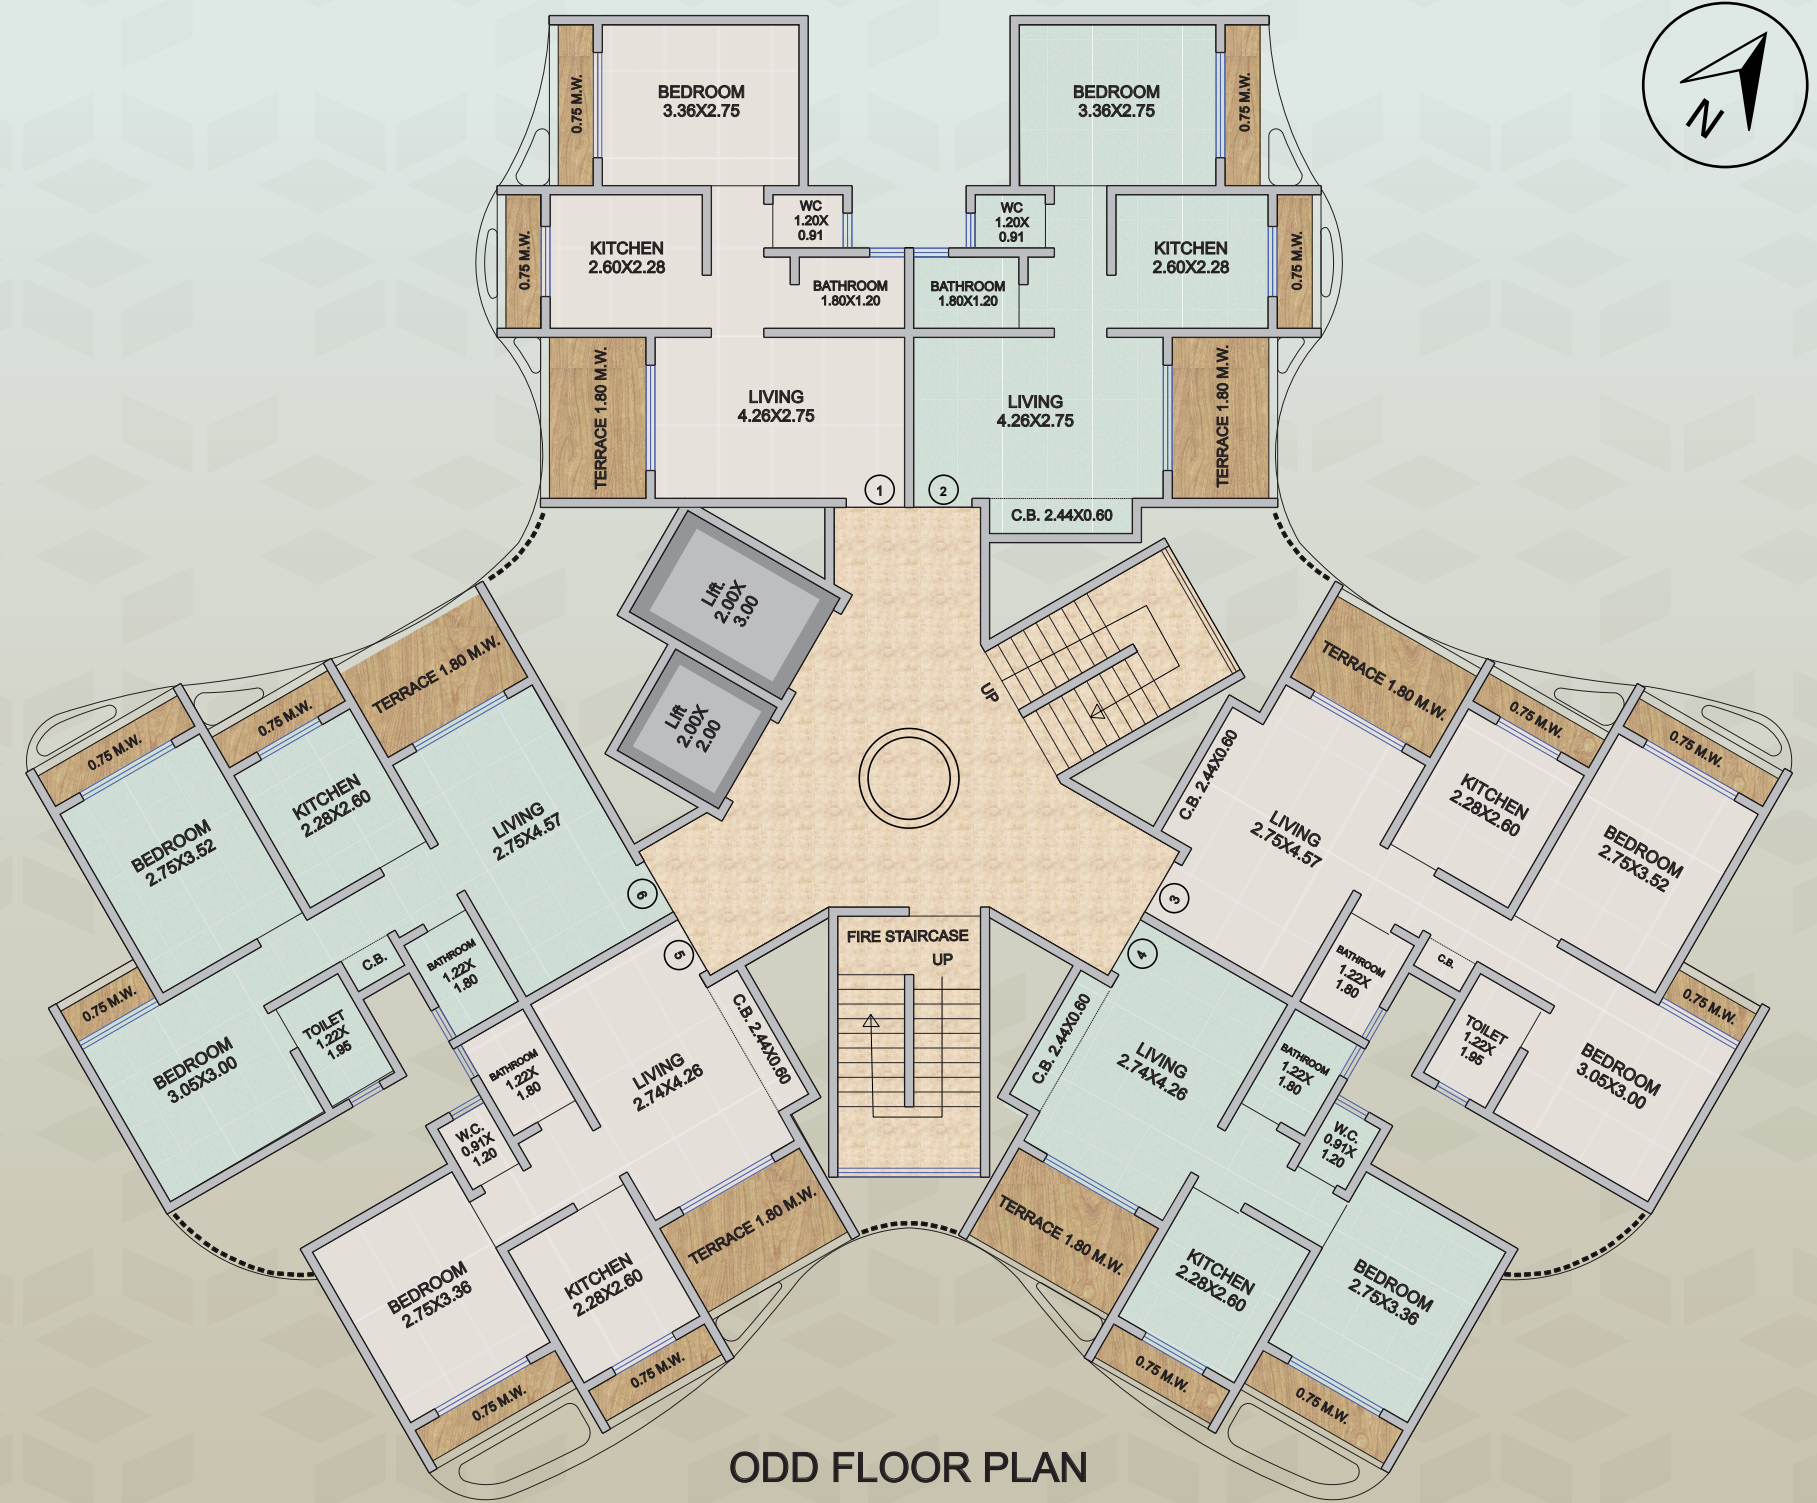 N
BEDROOM
3.36X2.75
0.75 M.W.
BEDROOM
3.36X2.75
0.75 M.W.
WC
1.20X
0.91
WC
1.20X
0.91
0.75 M.W.
KITCHEN
2.60X2.28
BATHROOM
1.80X1.20
BATHROOM
1.80X1.20
KITCHEN
2.60X2.28
0.75 M.W.
TERRACE 1.80 M.W.
LIVING
4.26X2.75
1
LIVING
4.26X2.75
2
TERRACE 1.80 M.W.
C.B. 2.44X0.60
Lift.
2.00X
3.00
Lift
2.00X
2.00
UP
TERRACE 1.80 M.W.
0.75 M.W.
0.75 M.W.
BEDROOM
2.75X3.52
KITCHEN
2.28X2.60
LIVING
2.75X4.57
6
C.B.
BATHROOM
1.22X
1.80
0.75 M.W.
TOILET
1.22X
1.95
BEDROOM
3.05X3.00
TERRACE 1.80 M.W.
0.75 M.W.
0.75 M.W.
C.B. 2.44X0.60
LIVING
2.75X4.57
KITCHEN
2.28X2.60
BEDROOM
2.75X3.52
3
BATHROOM
1.22X
1.80
C.B.
0.75 M.W.
TOILET
1.22X
1.95
BEDROOM
3.05X3.00
5
C.B. 2.44X0.60
LIVING
2.74X4.26
BATHROOM
1.22X
1.80
W.C.
0.91X
1.20
TERRACE 1.80 M.W.
BEDROOM
2.75X3.36
KITCHEN
2.28X2.60
0.75 M.W.
0.75 M.W.
FIRE STAIRCASE
UP
4
C.B. 2.44X0.60
LIVING
2.74X4.26
BATHROOM
1.22X
1.80
W.C.
0.91X
1.20
TERRACE 1.80 M.W.
KITCHEN
2.28X2.60
BEDROOM
2.75X3.36
0.75 M.W.
0.75 M.W.
ODD FLOOR PLAN